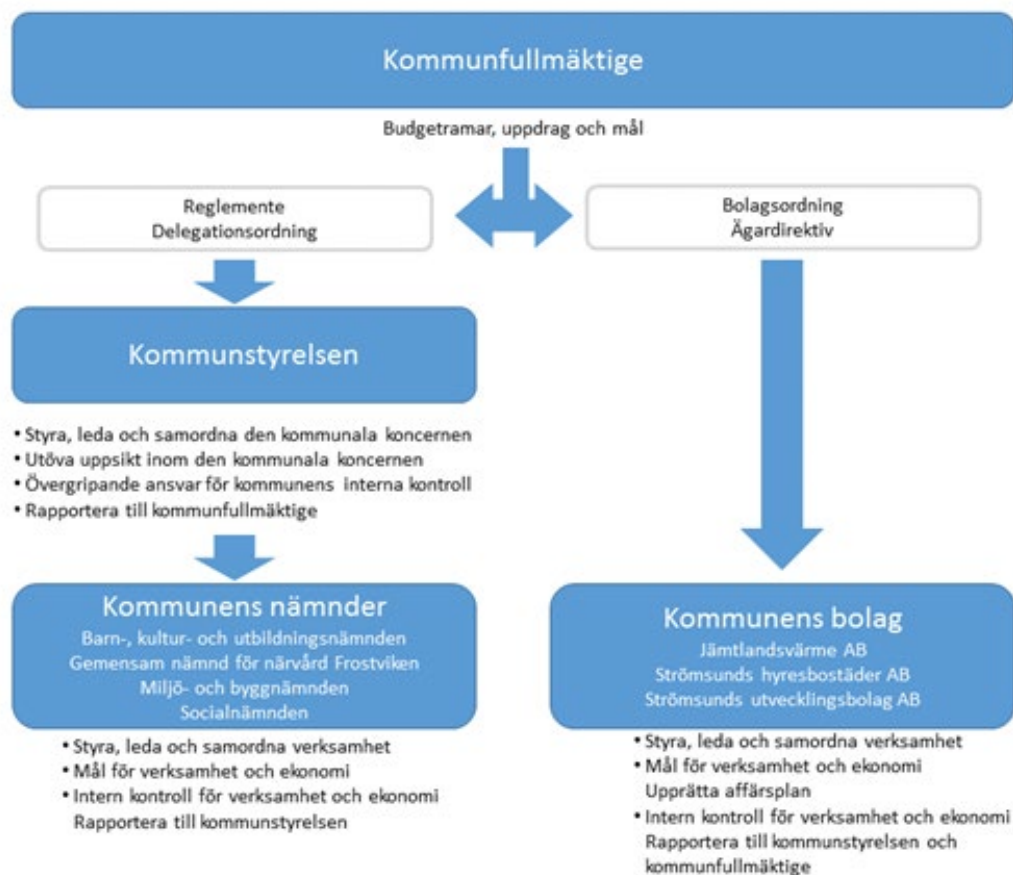 Kommunfullmäktige
Budgetramar, uppdrag och mål
Reglemente
Delegationsordning
Bolagsordning
Ägardirektiv
Kommunstyrelsen
• Styra, leda och samordna den kommunala koncernen
• Utöva uppsikt inom den kommunala koncernen
• Övergripande ansvar för kommunens interna kontroll
• Rapportera till kommunfullmäktige
Kommunens nämnder
Barn-, kultur- och utbildningsnämnden
Gemensam nämnd för närvård Frostviken
Miljö- och byggnämnden
Socialnämnden
• Styra, leda och samordna verksamhet
• Mål för verksamhet och ekonomi
• Intern kontroll för verksamhet och ekonomi
Rapportera till kommunstyrelsen
Kommunens bolag
Jämtlandsvärme AB
Strömsunds hyresbostäder AB
Strömsunds utvecklingsbolag AB
• Styra, leda och samordna verksamhet
• Mål för verksamhet och ekonomi
Upprätta affärsplan
• Intern kontroll för verksamhet och ekonomi
Rapportera till kommunstyrelsen och
kommunfullmäktige